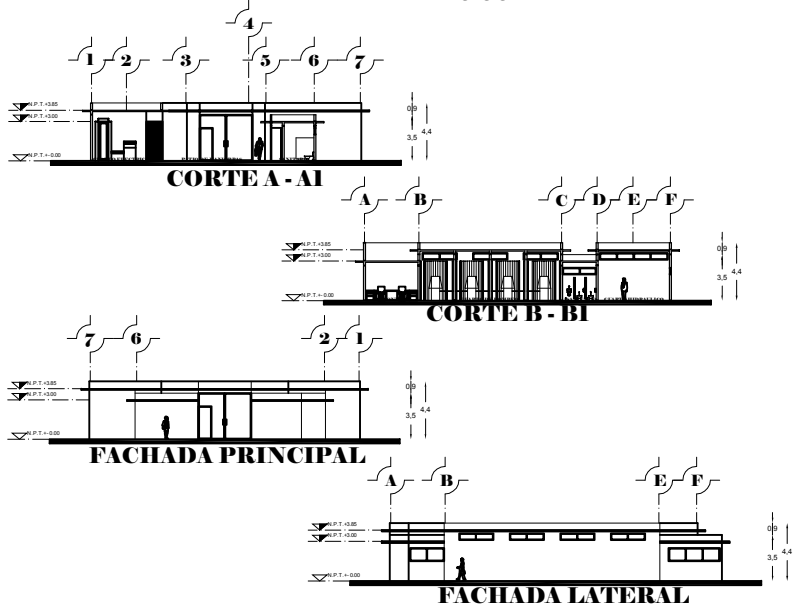 4
1 2 3 5 6 7
N.P.T.+3.85
N.P.T.+3.00
N.P.T.+-0.00
0,9
3,5
4,4
CORTE A - A1
A B C D E F
N.P.T.+3.85
N.P.T.+3.00
N.P.T.+-0.00
0,9
3,5
4,4
CORTE B - B1
7 6 2 1
N.P.T.+3.85
N.P.T.+3.00
N.P.T.+-0.00
0,9
3,5
4,4
FACHADA PRINCIPAL
A B E F
N.P.T.+3.85
N.P.T.+3.00
N.P.T.+-0.00
0,9
3,5
4,4
FACHADA LATERAL